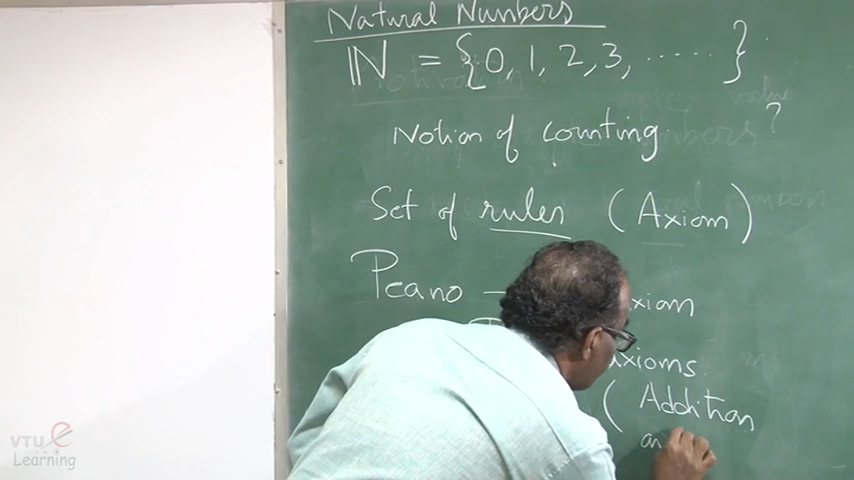 Natural Numbers
ℕ = {0, 1, 2, 3, ......}
Notion of counting ?
Set of rules (Axiom)
Peano – xiom
axioms.
( Addition
an
VTU e
Learning